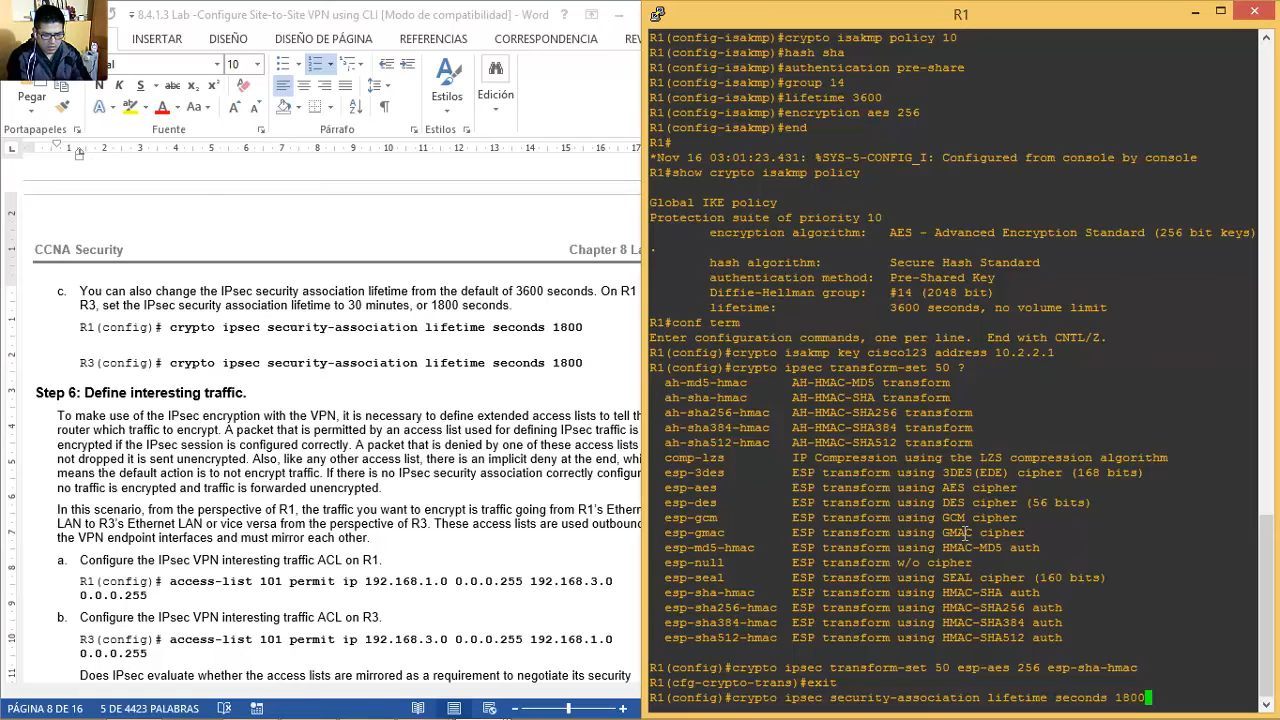 8.4.1.3 Lab -Configure Site-to-Site VPN using CLI [Modo de compatibilidad] - Word
INSERTAR DISEÑO DISEÑO DE PÁGINA REFERENCIAS CORRESPONDENCIA REV
10
Pegar
N K S abc x₂ x²
Aa A A
Estilos
Edición
Portapapeles Fuente Párrafo Estilos
1 1 2 3 4 5 6 7 8 9 10 11 12 13 14 15
CCNA Security Chapter 8 La
c. You can also change the IPsec security association lifetime from the default of 3600 seconds. On R1
R3, set the IPsec security association lifetime to 30 minutes, or 1800 seconds.
R1(config)# crypto ipsec security-association lifetime seconds 1800
R3(config)# crypto ipsec security-association lifetime seconds 1800
Step 6: Define interesting traffic.
To make use of the IPsec encryption with the VPN, it is necessary to define extended access lists to tell th
router which traffic to encrypt. A packet that is permitted by an access list used for defining IPsec traffic is
encrypted if the IPsec session is configured correctly. A packet that is denied by one of these access lists
not dropped it is sent unencrypted. Also, like any other access list, there is an implicit deny at the end, whi
means the default action is to not encrypt traffic. If there is no IPsec security association correctly configur
no traffic is encrypted and traffic is forwarded unencrypted.
In this scenario, from the perspective of R1, the traffic you want to encrypt is traffic going from R1's Ethern
LAN to R3's Ethernet LAN or vice versa from the perspective of R3. These access lists are used outbound
the VPN endpoint interfaces and must mirror each other.
a. Configure the IPsec VPN interesting traffic ACL on R1.
R1(config)# access-list 101 permit ip 192.168.1.0 0.0.0.255 192.168.3.0
0.0.0.255
b. Configure the IPsec VPN interesting traffic ACL on R3.
R3(config)# access-list 101 permit ip 192.168.3.0 0.0.0.255 192.168.1.0
0.0.0.255
Does IPsec evaluate whether the access lists are mirrored as a requirement to negotiate its security
PÁGINA 8 DE 16 5 DE 4423 PALABRAS
R1
R1(config-isakmp)#crypto isakmp policy 10
R1(config-isakmp)#hash sha
R1(config-isakmp)#authentication pre-share
R1(config-isakmp)#group 14
R1(config-isakmp)#lifetime 3600
R1(config-isakmp)#encryption aes 256
R1(config-isakmp)#end
R1#
*Nov 16 03:01:23.431: %SYS-5-CONFIG_I: Configured from console by console
R1#show crypto isakmp policy
Global IKE policy
Protection suite of priority 10
encryption algorithm: AES - Advanced Encryption Standard (256 bit keys)
.
hash algorithm: Secure Hash Standard
authentication method: Pre-Shared Key
Diffie-Hellman group: #14 (2048 bit)
lifetime: 3600 seconds, no volume limit
R1#conf term
Enter configuration commands, one per line. End with CNTL/Z.
R1(config)#crypto isakmp key cisco123 address 10.2.2.1
R1(config)#crypto ipsec transform-set 50 ?
ah-md5-hmac AH-HMAC-MD5 transform
ah-sha-hmac AH-HMAC-SHA transform
ah-sha256-hmac AH-HMAC-SHA256 transform
ah-sha384-hmac AH-HMAC-SHA384 transform
ah-sha512-hmac AH-HMAC-SHA512 transform
comp-lzs IP Compression using the LZS compression algorithm
esp-3des ESP transform using 3DES(EDE) cipher (168 bits)
esp-aes ESP transform using AES cipher
esp-des ESP transform using DES cipher (56 bits)
esp-gcm ESP transform using GCM cipher
esp-gmac ESP transform using GMAC cipher
esp-md5-hmac ESP transform using HMAC-MD5 auth
esp-null ESP transform w/o cipher
esp-seal ESP transform using SEAL cipher (160 bits)
esp-sha-hmac ESP transform using HMAC-SHA auth
esp-sha256-hmac ESP transform using HMAC-SHA256 auth
esp-sha384-hmac ESP transform using HMAC-SHA384 auth
esp-sha512-hmac ESP transform using HMAC-SHA512 auth
R1(config)#crypto ipsec transform-set 50 esp-aes 256 esp-sha-hmac
R1(cfg-crypto-trans)#exit
R1(config)#crypto ipsec security-association lifetime seconds 1800